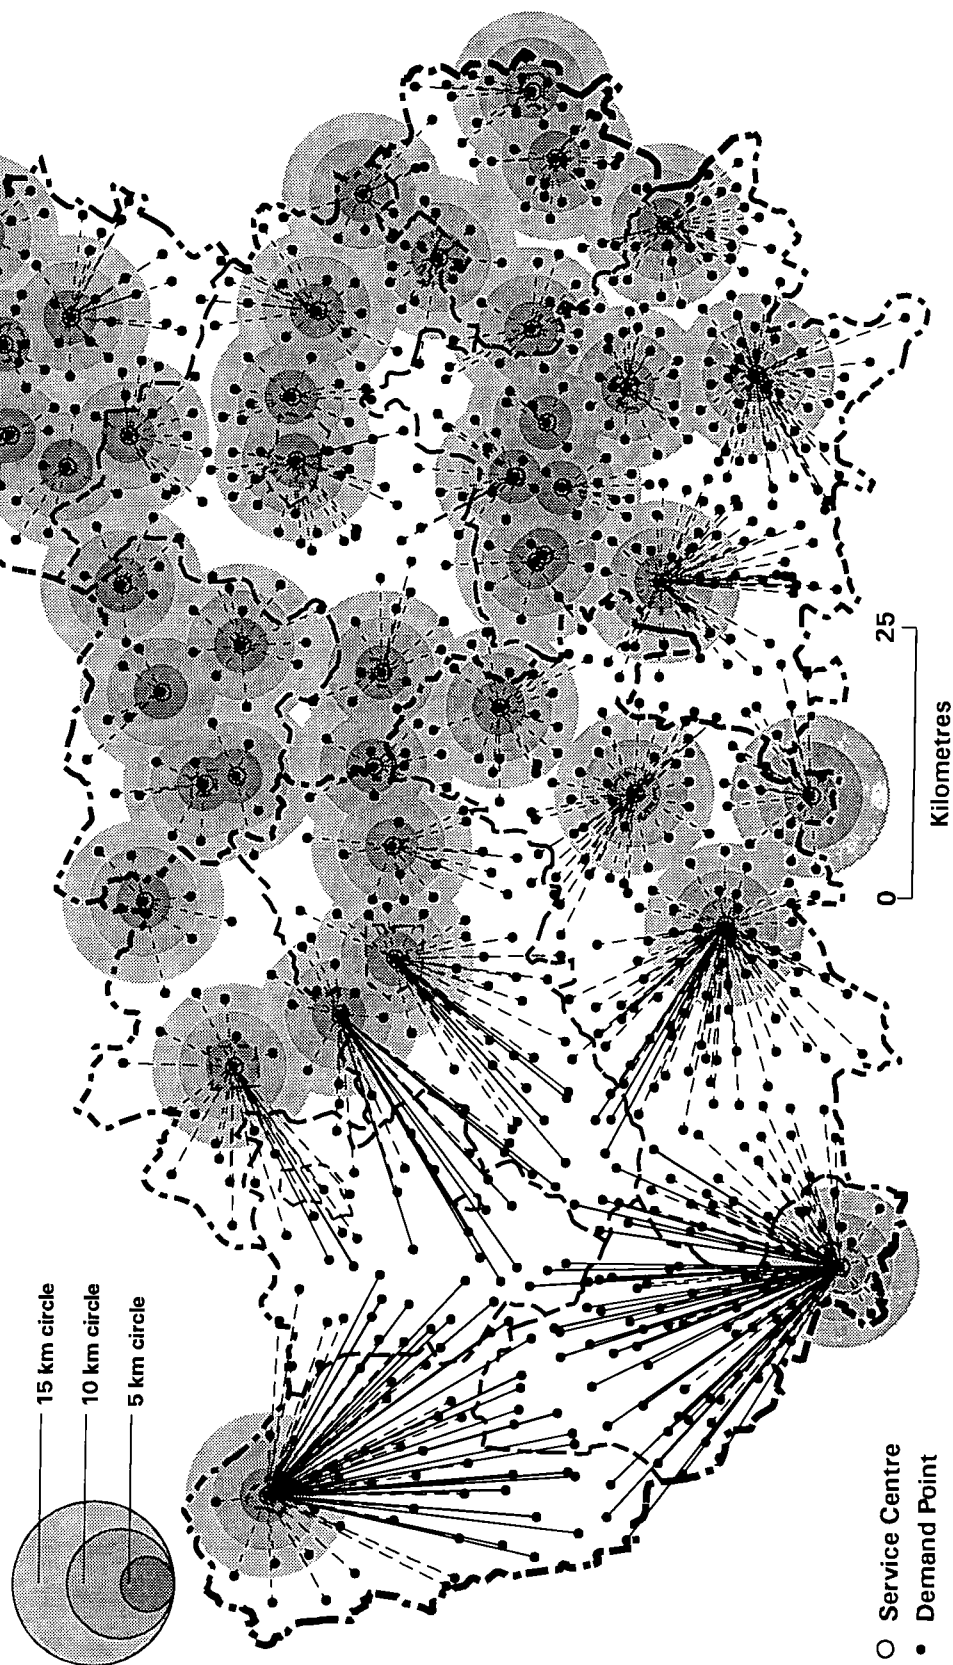 15 km circle
10 km circle
5 km circle
Service Centre
Demand Point
0 25
Kilometres